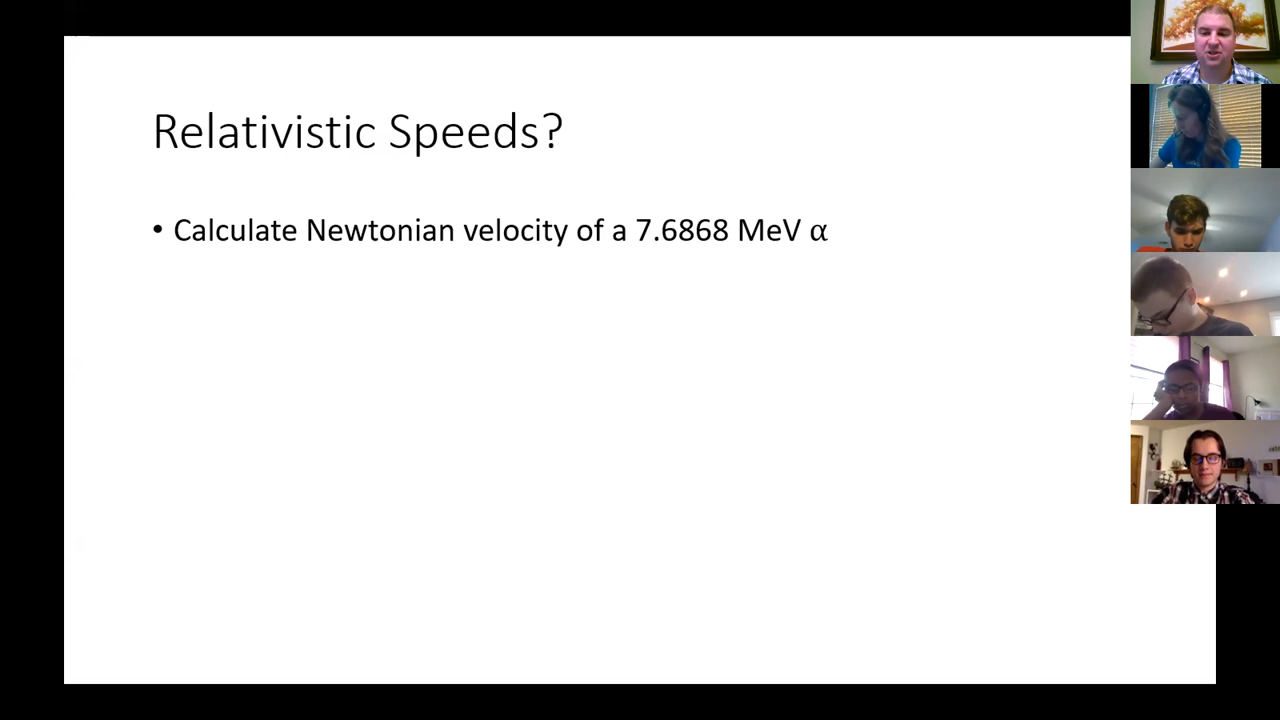 Relativistic Speeds?
• Calculate Newtonian velocity of a 7.6868 MeV α